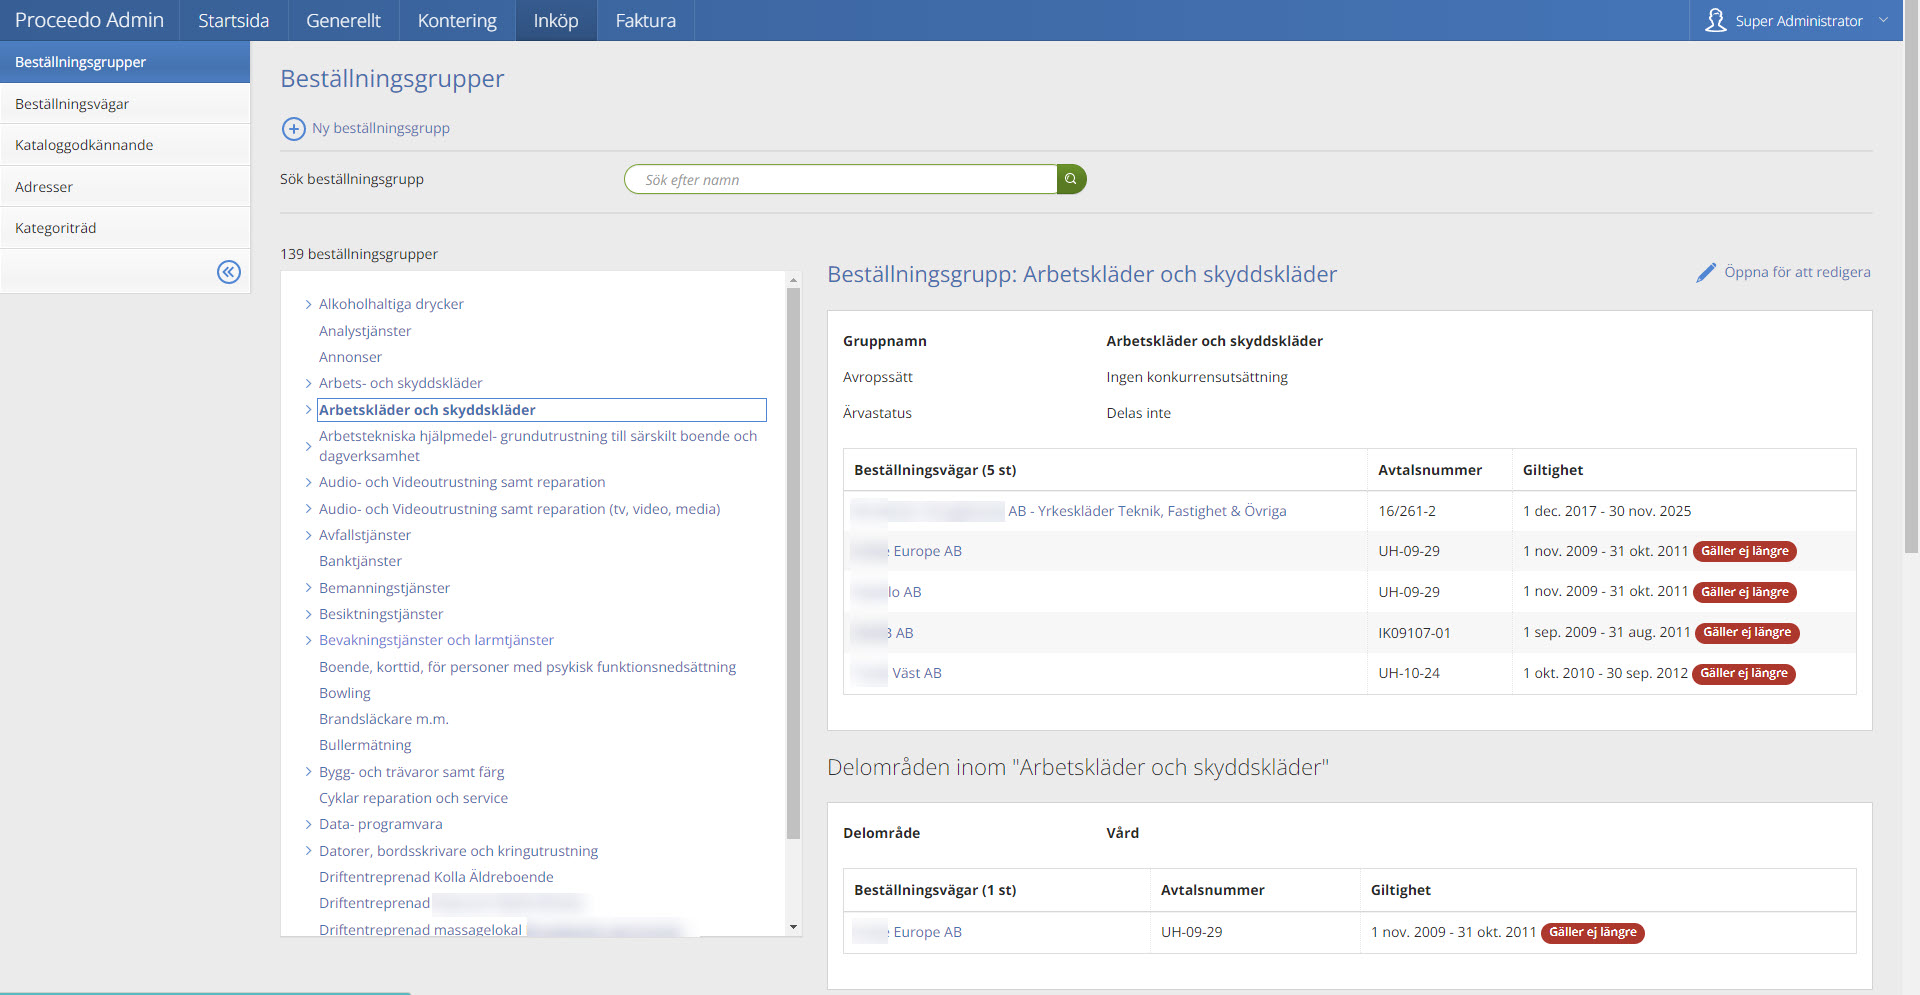 Proceedo Admin Startsida Generellt Kontering Inköp Faktura Super Administrator
Beställningsgrupper
Beställningsvägar
Kataloggodkännande
Adresser
Kategoriträd
Beställningsgrupper
Ny beställningsgrupp
Sök beställningsgrupp Sök efter namn
139 beställningsgrupper
Alkoholhaltiga drycker
Analystjänster
Annonser
Arbets- och skyddskläder
Arbetskläder och skyddskläder
Arbetstekniska hjälpmedel- grundutrustning till särskilt boende och
dagverksamhet
Audio- och Videoutrustning samt reparation
Audio- och Videoutrustning samt reparation (tv, video, media)
Avfallstjänster
Banktjänster
Bemanningstjänster
Besiktningstjänster
Bevakningstjänster och larmtjänster
Boende, korttid, för personer med psykisk funktionsnedsättning
Bowling
Brandsläckare m.m.
Bullermätning
Bygg- och trävaror samt färg
Cyklar reparation och service
Data- programvara
Datorer, bordsskrivare och kringutrustning
Driftentreprenad Kolla Äldreboende
Driftentreprenad
Driftentreprenad massagelokal
Beställningsgrupp: Arbetskläder och skyddskläder Öppna för att redigera
Gruppnamn Arbetskläder och skyddskläder
Avropssätt Ingen konkurrensutsättning
Ärvastatus Delas inte
Beställningsvägar (5 st) Avtalsnummer Giltighet
AB - Yrkeskläder Teknik, Fastighet & Övriga 16/261-2 1 dec. 2017 - 30 nov. 2025
Europe AB UH-09-29 1 nov. 2009 - 31 okt. 2011 Gäller ej längre
lo AB UH-09-29 1 nov. 2009 - 31 okt. 2011 Gäller ej längre
AB IK09107-01 1 sep. 2009 - 31 aug. 2011 Gäller ej längre
Väst AB UH-10-24 1 okt. 2010 - 30 sep. 2012 Gäller ej längre
Delområden inom "Arbetskläder och skyddskläder"
Delområde Vård
Beställningsvägar (1 st) Avtalsnummer Giltighet
Europe AB UH-09-29 1 nov. 2009 - 31 okt. 2011 Gäller ej längre